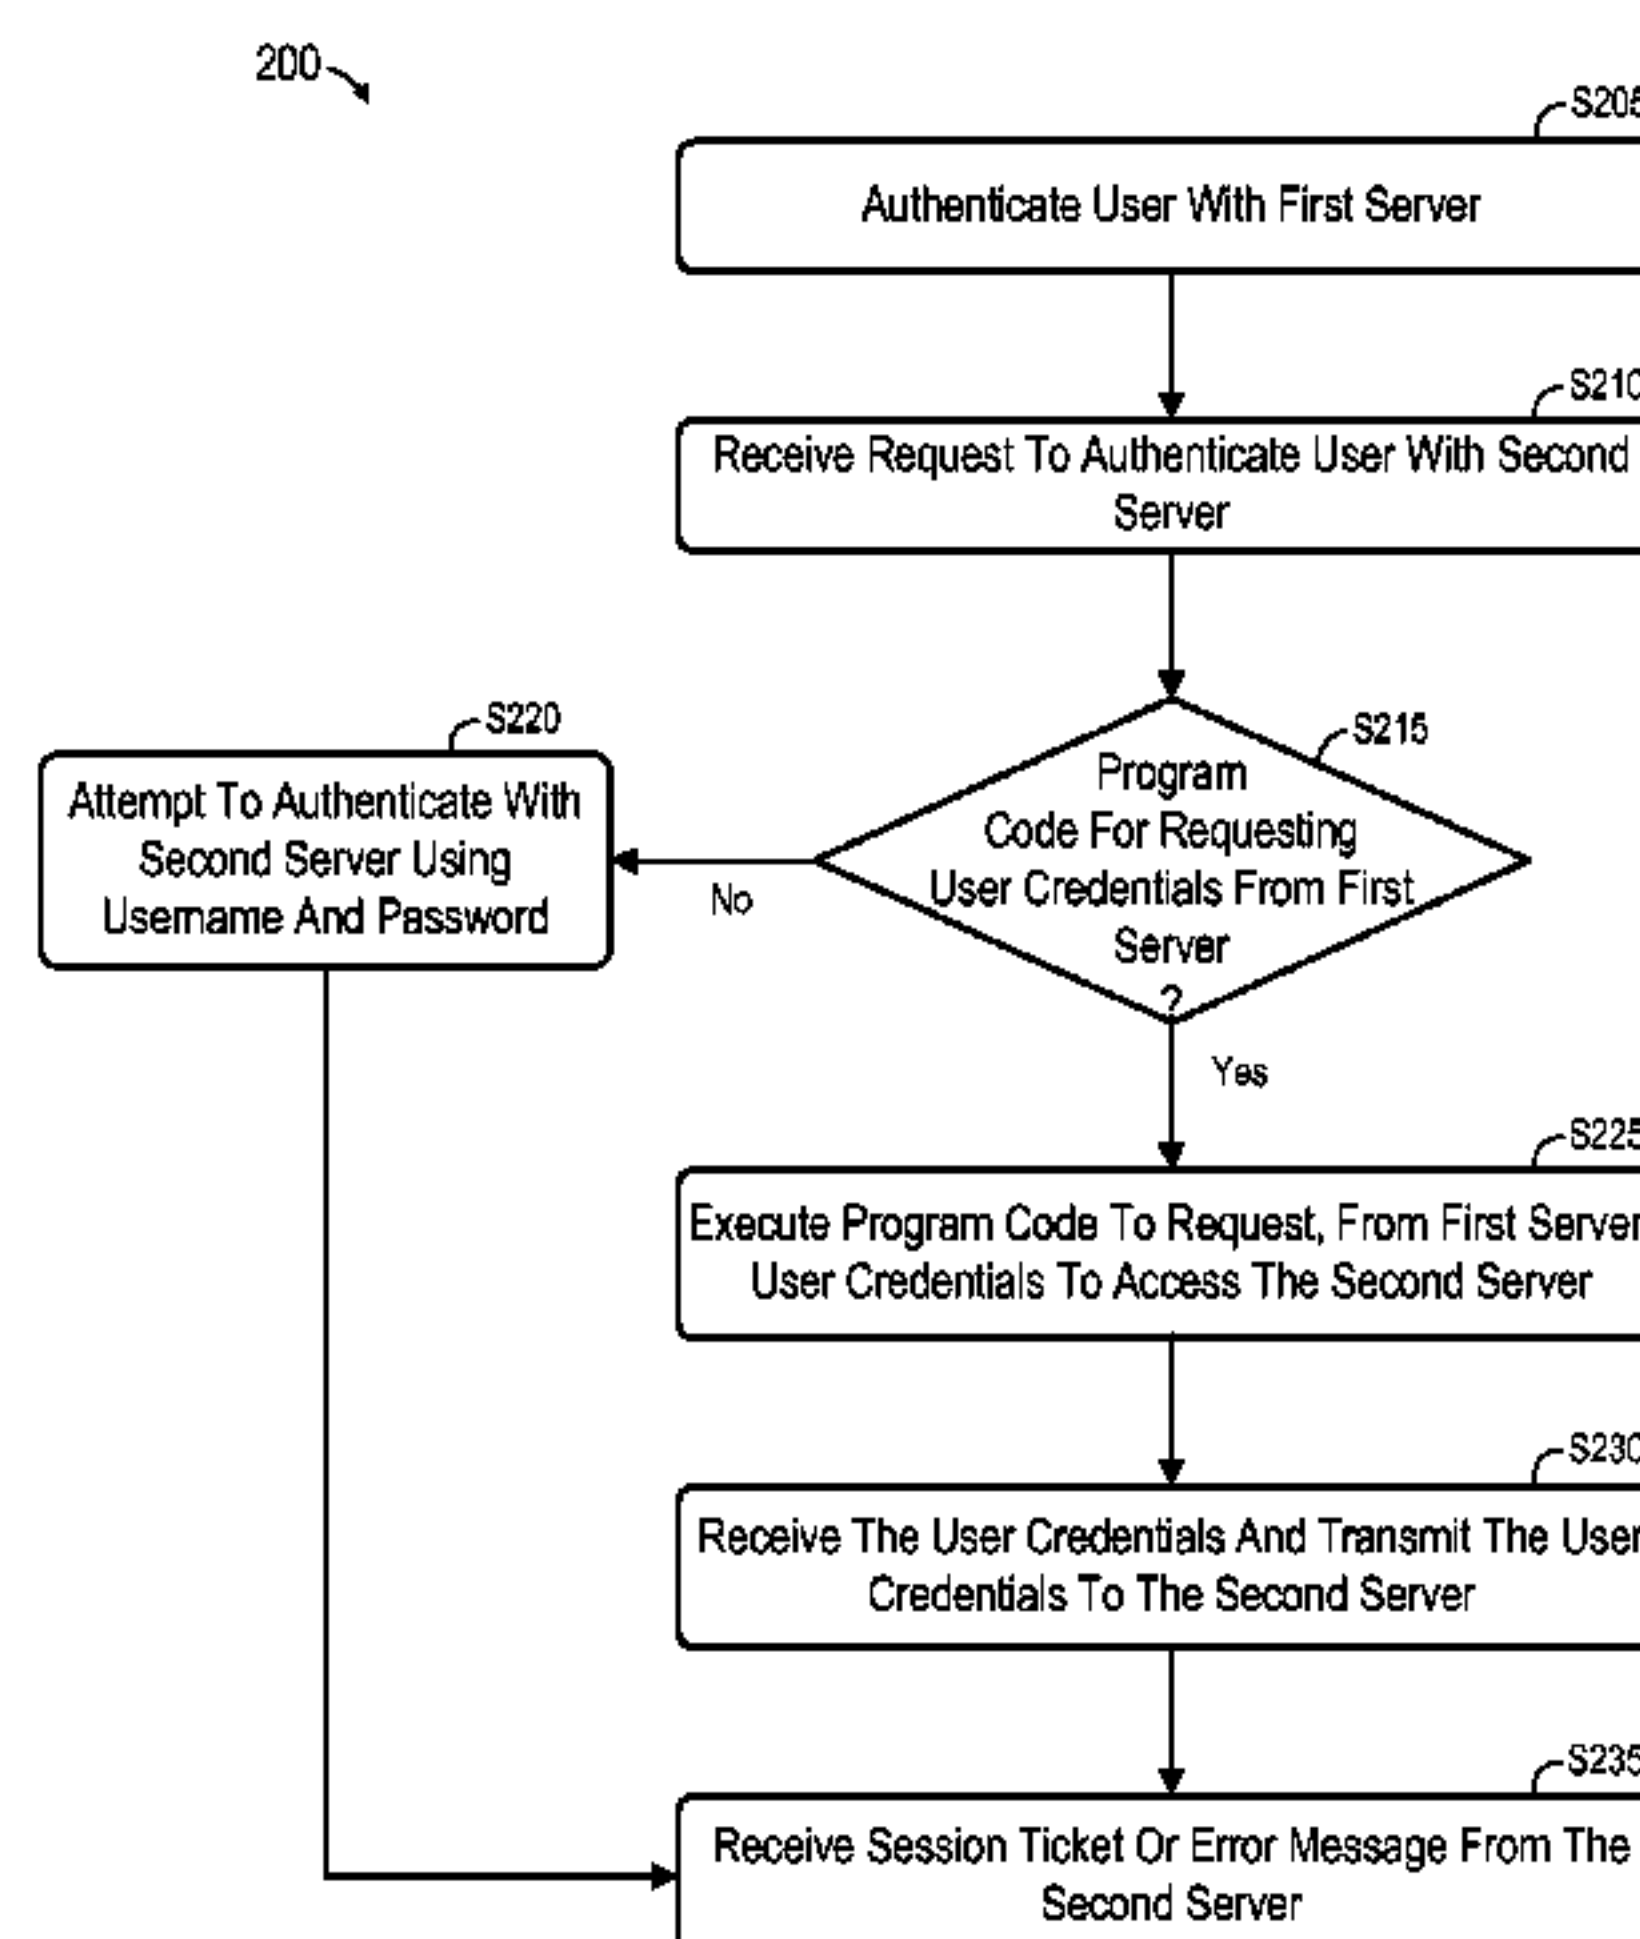 200
S205
Authenticate User With First Server
S210
Receive Request To Authenticate User With Second
Server
S215
Program
Code For Requesting
User Credentials From First
Server
?
S220
Attempt To Authenticate With
Second Server Using
Username And Password
No
Yes
S225
Execute Program Code To Request, From First Server
User Credentials To Access The Second Server
S230
Receive The User Credentials And Transmit The User
Credentials To The Second Server
S235
Receive Session Ticket Or Error Message From The
Second Server